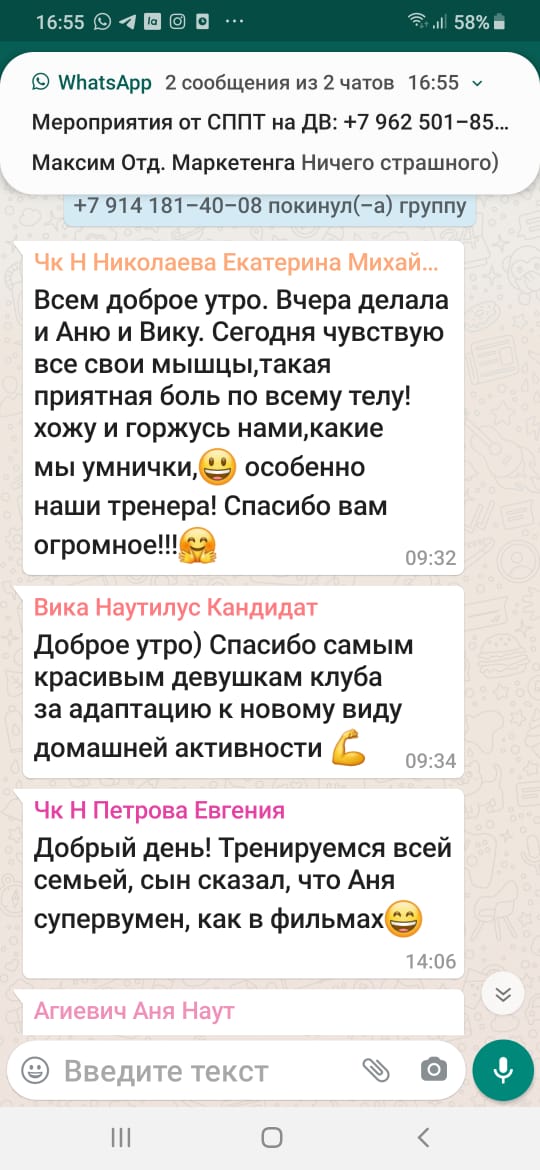 16:55 58%
WhatsApp 2 сообщения из 2 чатов 16:55
Мероприятия от СППТ на ДВ: +7 962 501-85...
Максим Отд. Маркетенга Ничего страшного)
+7 914 181-40-08 покинул(-а) группу
Чк Н Николаева Екатерина Михай...
Всем доброе утро. Вчера делала
и Аню и Вику. Сегодня чувствую
все свои мышцы,такая
приятная боль по всему телу!
хожу и горжусь нами,какие
мы умнички,😃 особенно
наши тренера! Спасибо вам
огромное!!!🤗 09:32
Вика Наутилус Кандидат
Доброе утро) Спасибо самым
красивым девушкам клуба
за адаптацию к новому виду
домашней активности 💪 09:34
Чк Н Петрова Евгения
Добрый день! Тренируемся всей
семьей, сын сказал, что Аня
супервумен, как в фильмах😄
14:06
Агиевич Аня Наут
Введите текст